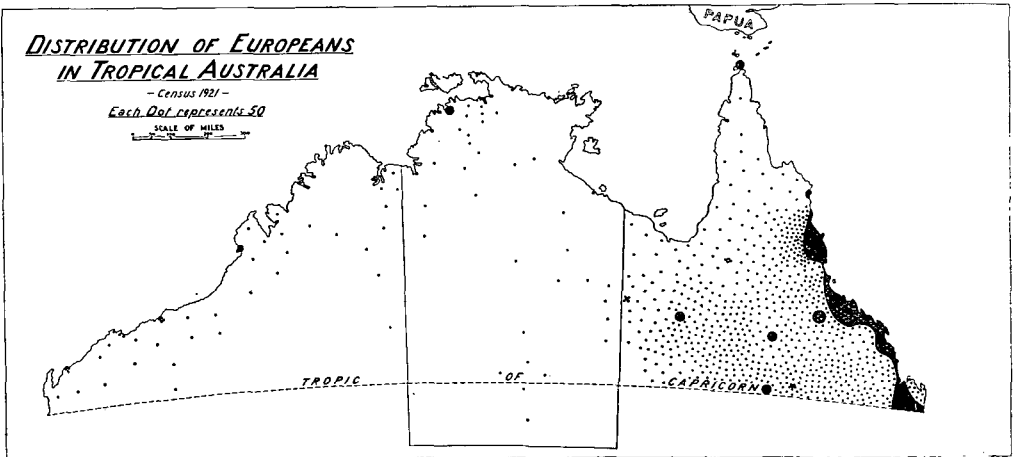 DISTRIBUTION OF EUROPEANS
IN TROPICAL AUSTRALIA
- Census 1921 -
Each Dot represents 50
SCALE OF MILES
PAPUA
TROPIC OF CAPRICORN